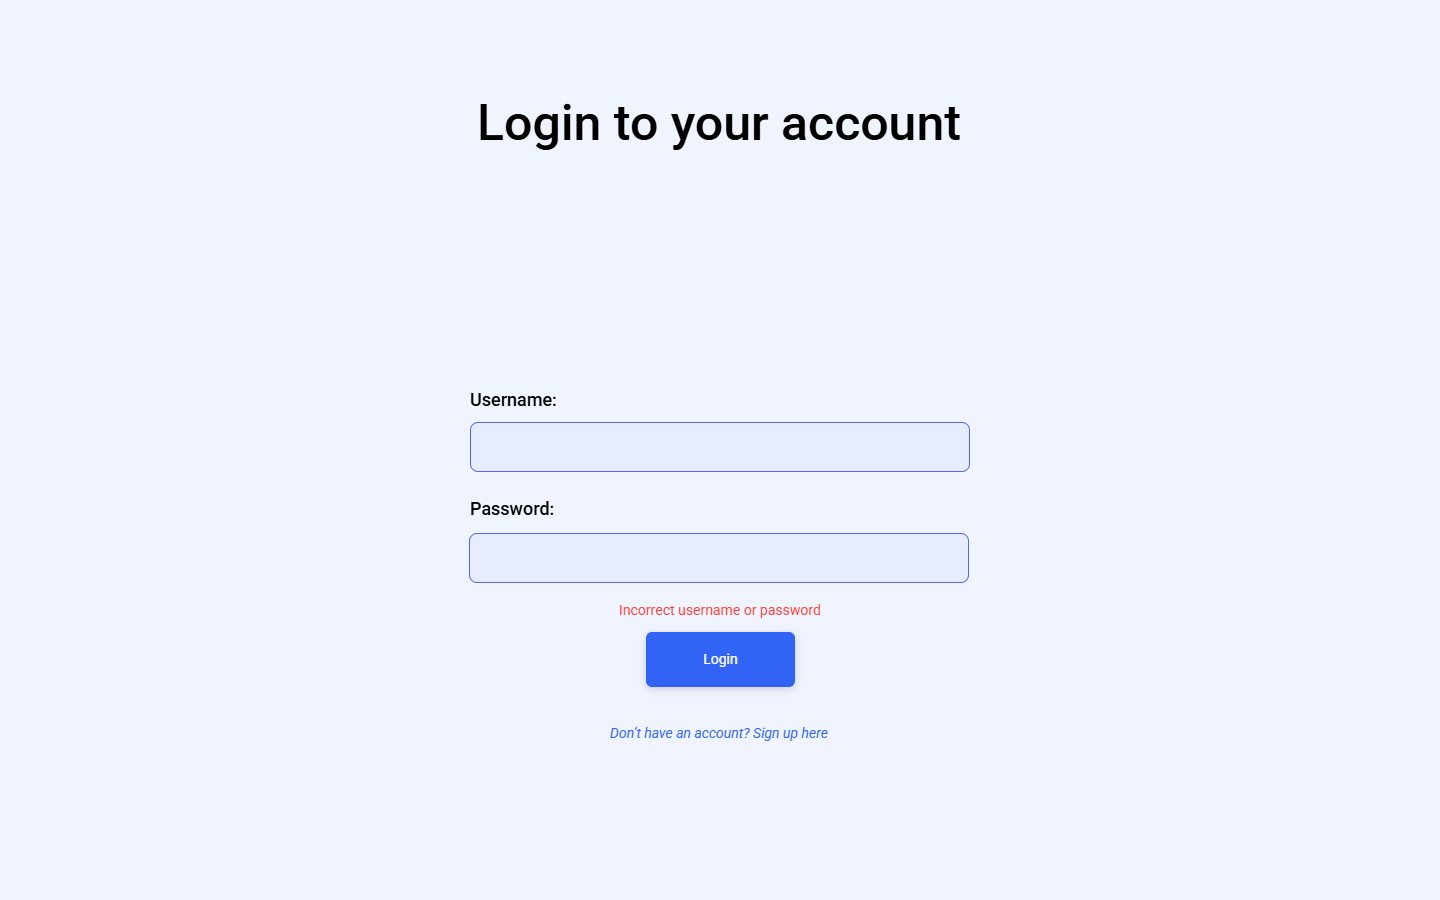 Login to your account
Username:
Password:
Incorrect username or password
Login
Don't have an account? Sign up here